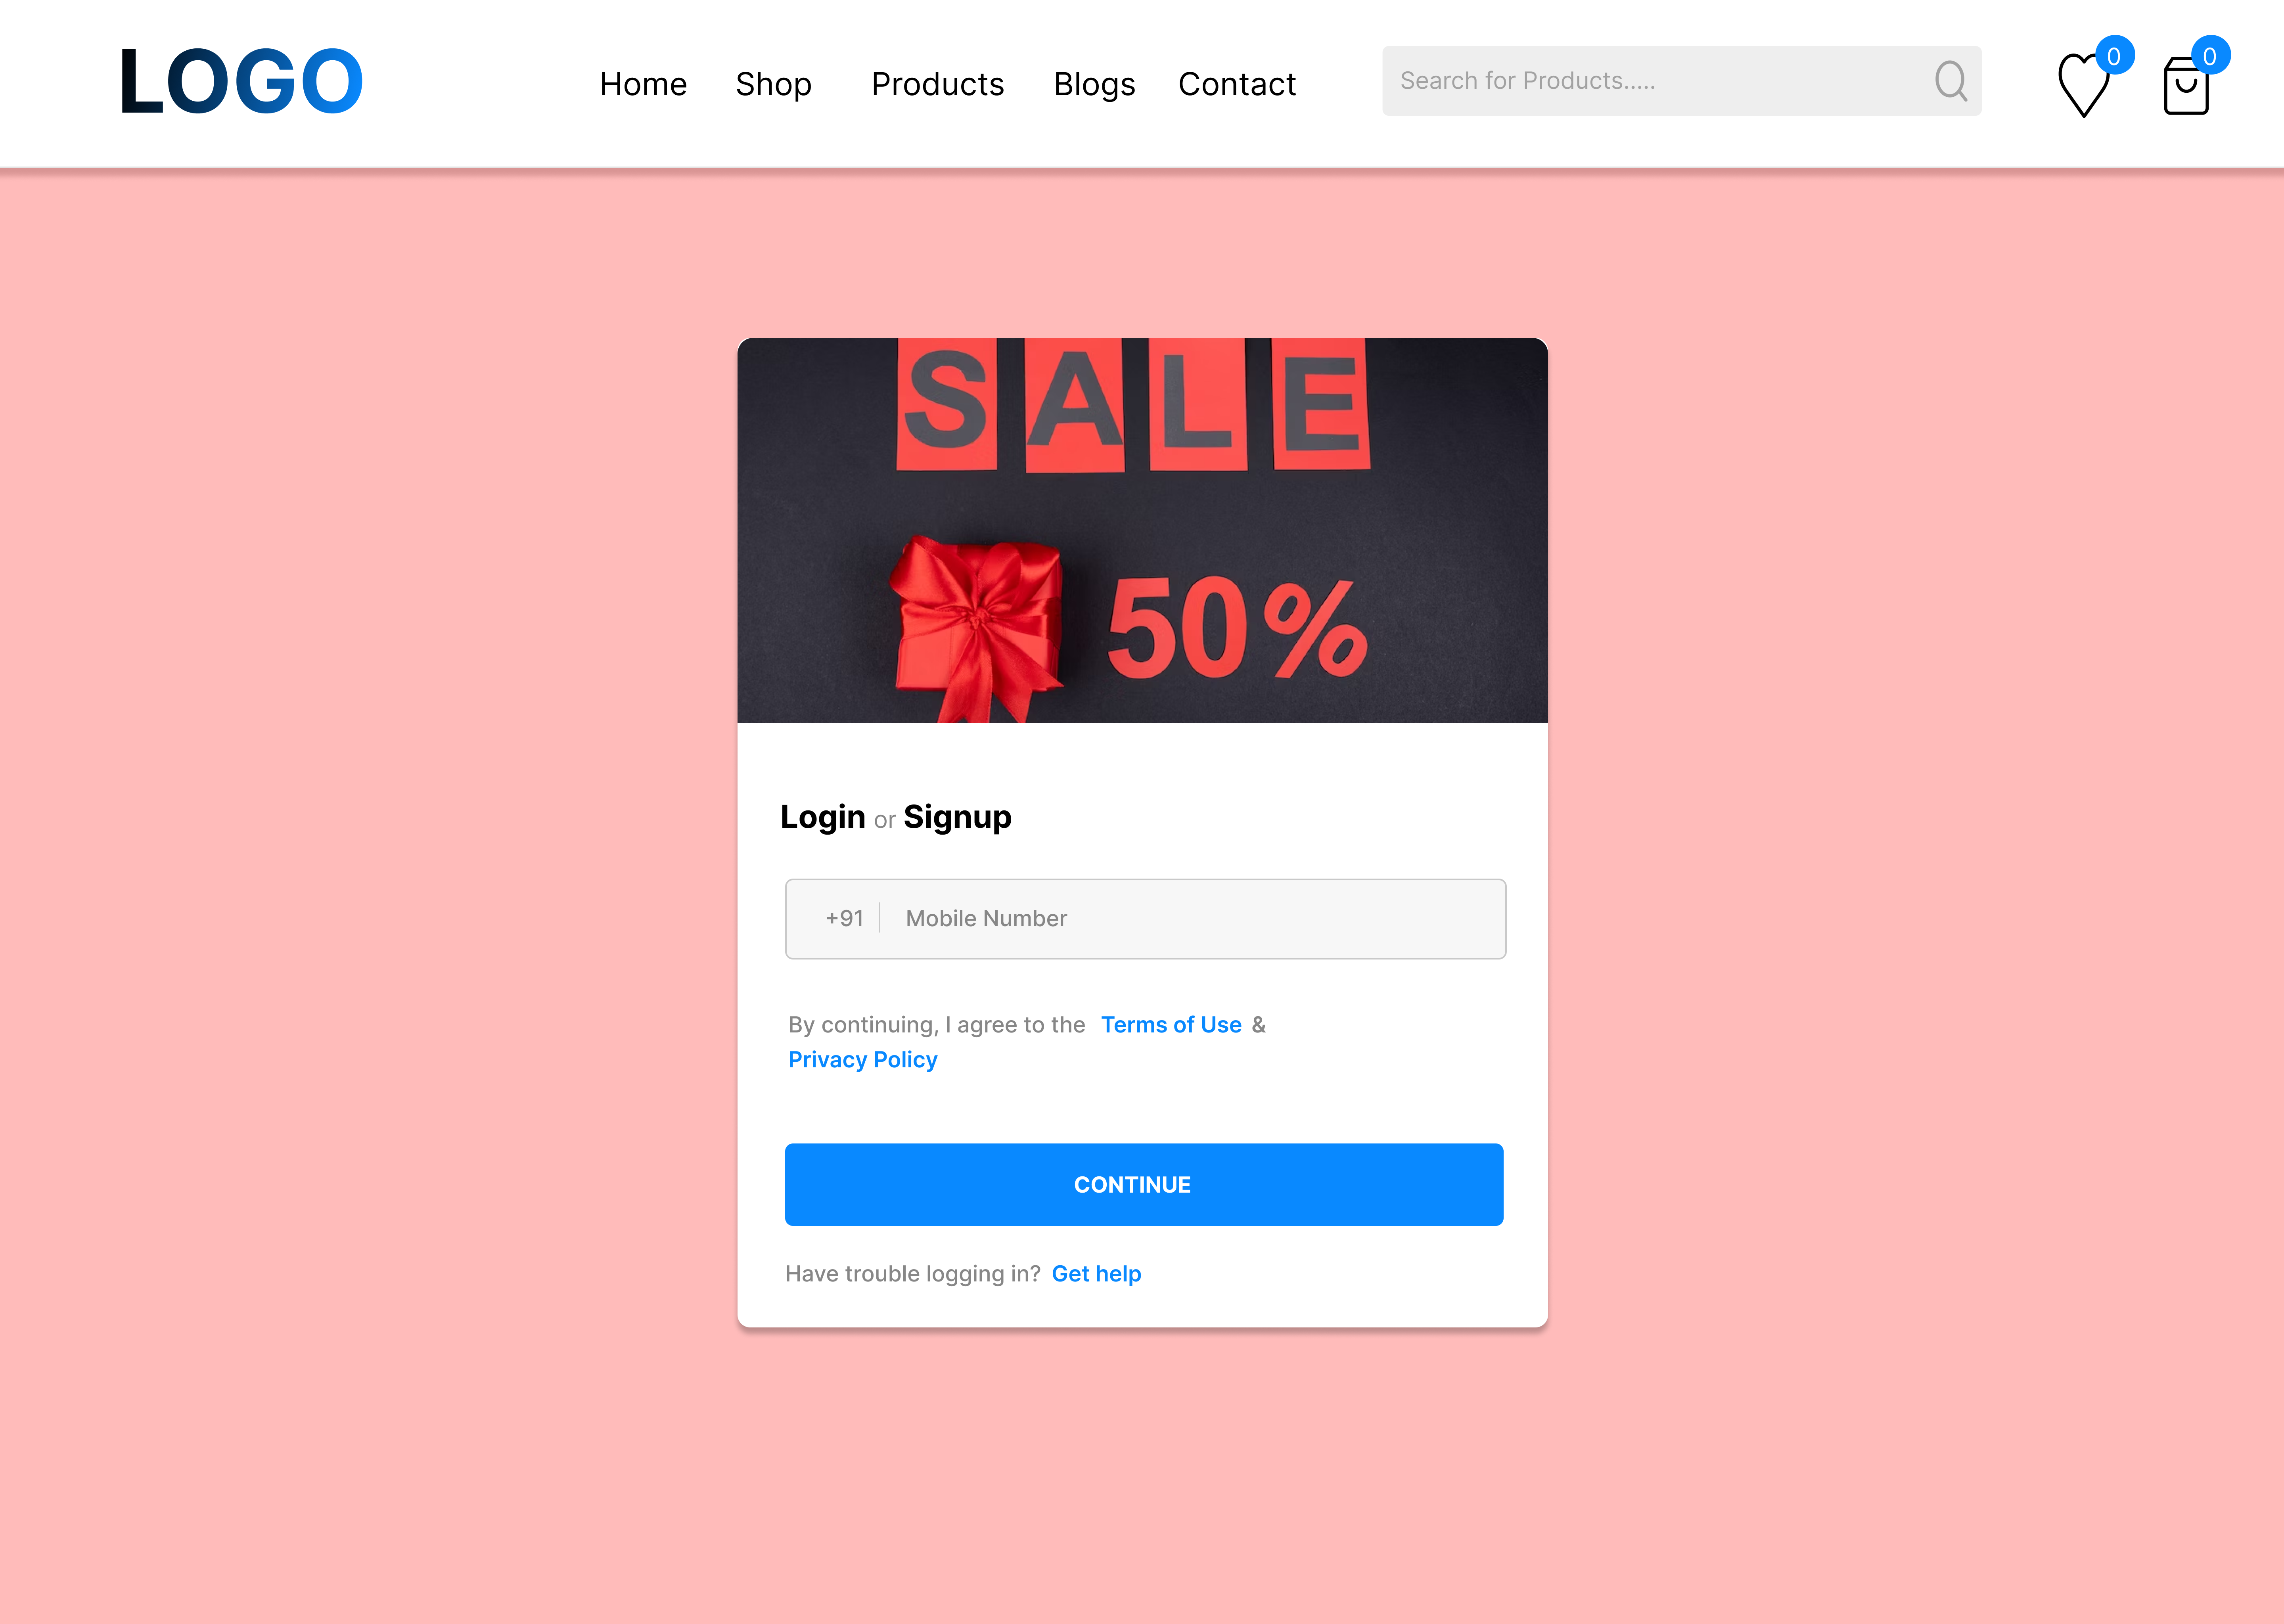 LOGO Home Shop Products Blogs Contact Search for Products..... 0 0
SALE
50%
Login or Signup
+91 Mobile Number
By continuing, I agree to the Terms of Use &
Privacy Policy
CONTINUE
Have trouble logging in? Get help